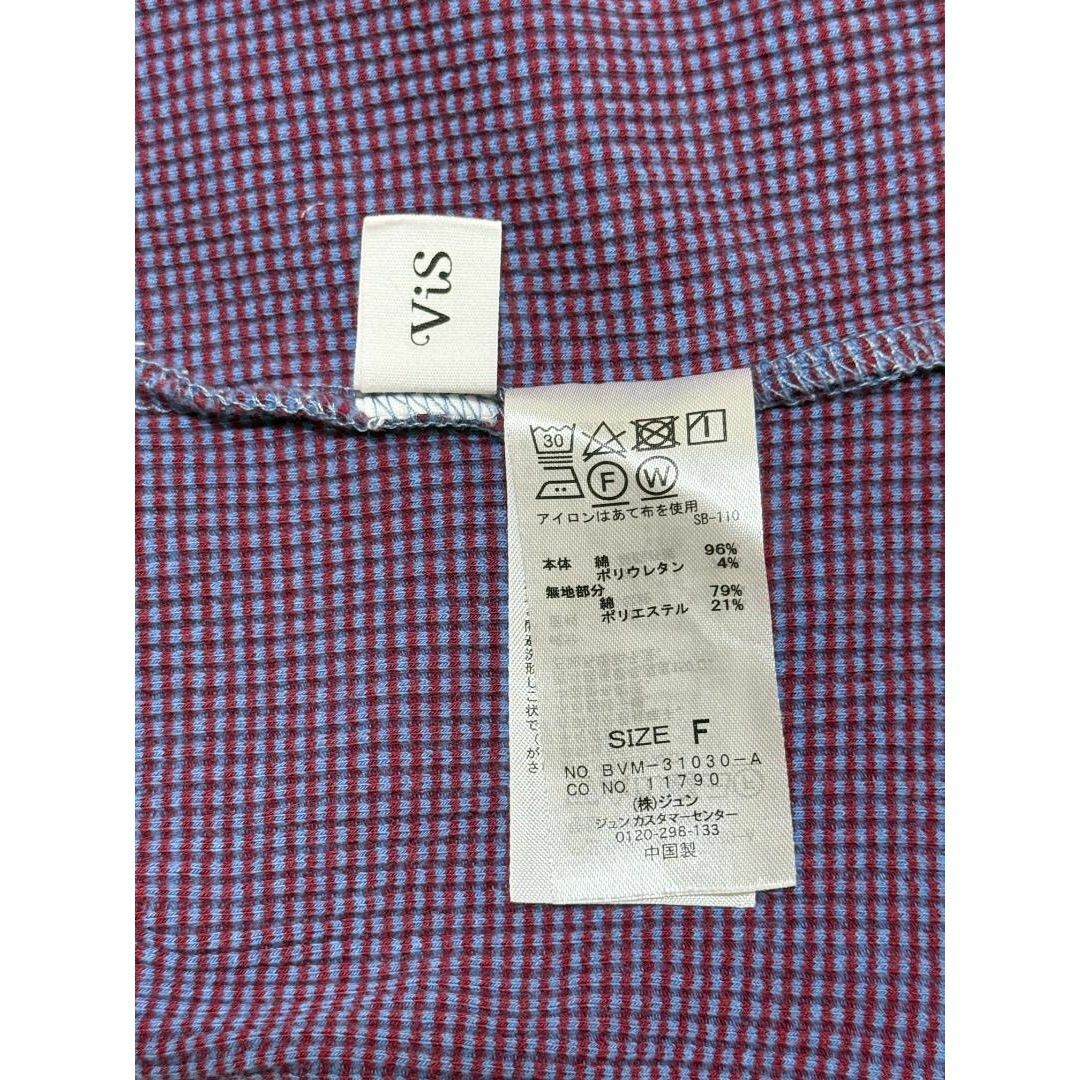 ViS
30
F W
アイロンはあて布を使用
SB-110
本体 綿 96%
ポリウレタン 4%
無地部分
綿 79%
ポリエステル 21%
SIZE F
NO. BVM-31030-A
CO NO. 11790
(株)ジュン
ジュンカスタマーセンター
0120-298-133
中国製